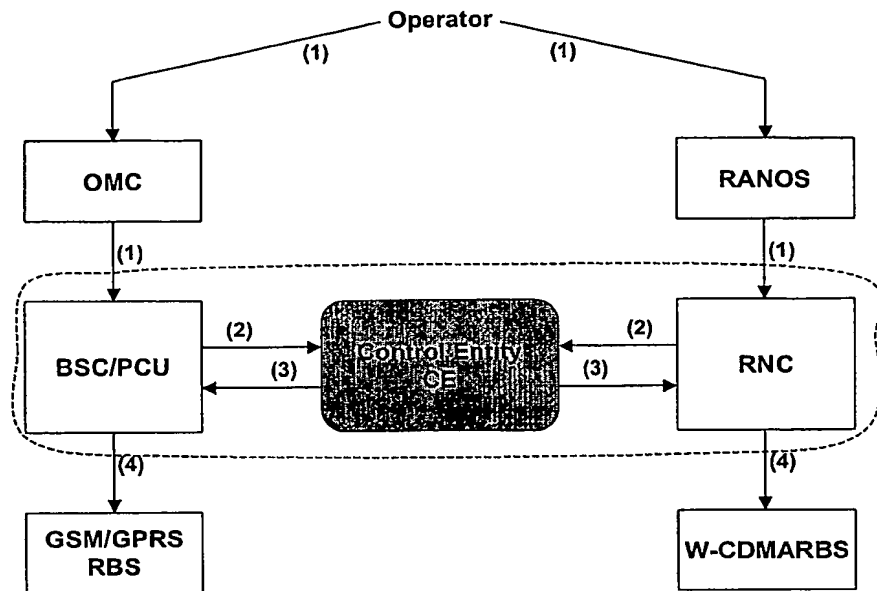 Operator
(1)
(1)
OMC
RANOS
(1)
(1)
(2)
(2)
BSC/PCU
Control Entity
CE
RNC
(3)
(3)
(4)
(4)
GSM/GPRS
RBS
W-CDMARBS